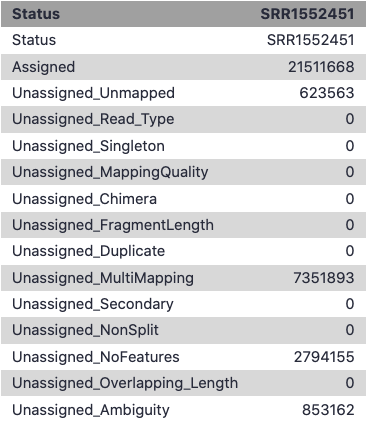 Status SRR1552451
Status SRR1552451
Assigned 21511668
Unassigned_Unmapped 623563
Unassigned_Read_Type 0
Unassigned_Singleton 0
Unassigned_MappingQuality 0
Unassigned_Chimera 0
Unassigned_FragmentLength 0
Unassigned_Duplicate 0
Unassigned_MultiMapping 7351893
Unassigned_Secondary 0
Unassigned_NonSplit 0
Unassigned_NoFeatures 2794155
Unassigned_Overlapping_Length 0
Unassigned_Ambiguity 853162